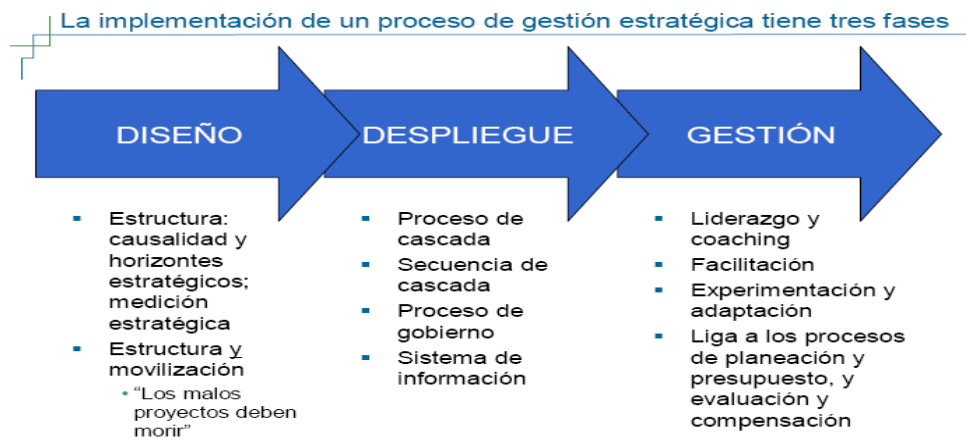 La implementación de un proceso de gestión estratégica tiene tres fases
DISEÑO
DESPLIEGUE
GESTIÓN
Estructura:
causalidad y
horizontes
estratégicos;
medición
estratégica
Estructura y
movilización
“Los malos
proyectos deben
morir”
Proceso de
cascada
Secuencia de
cascada
Proceso de
gobierno
Sistema de
información
Liderazgo y
coaching
Facilitación
Experimentación y
adaptación
Liga a los procesos
de planeación y
presupuesto, y
evaluación y
compensación